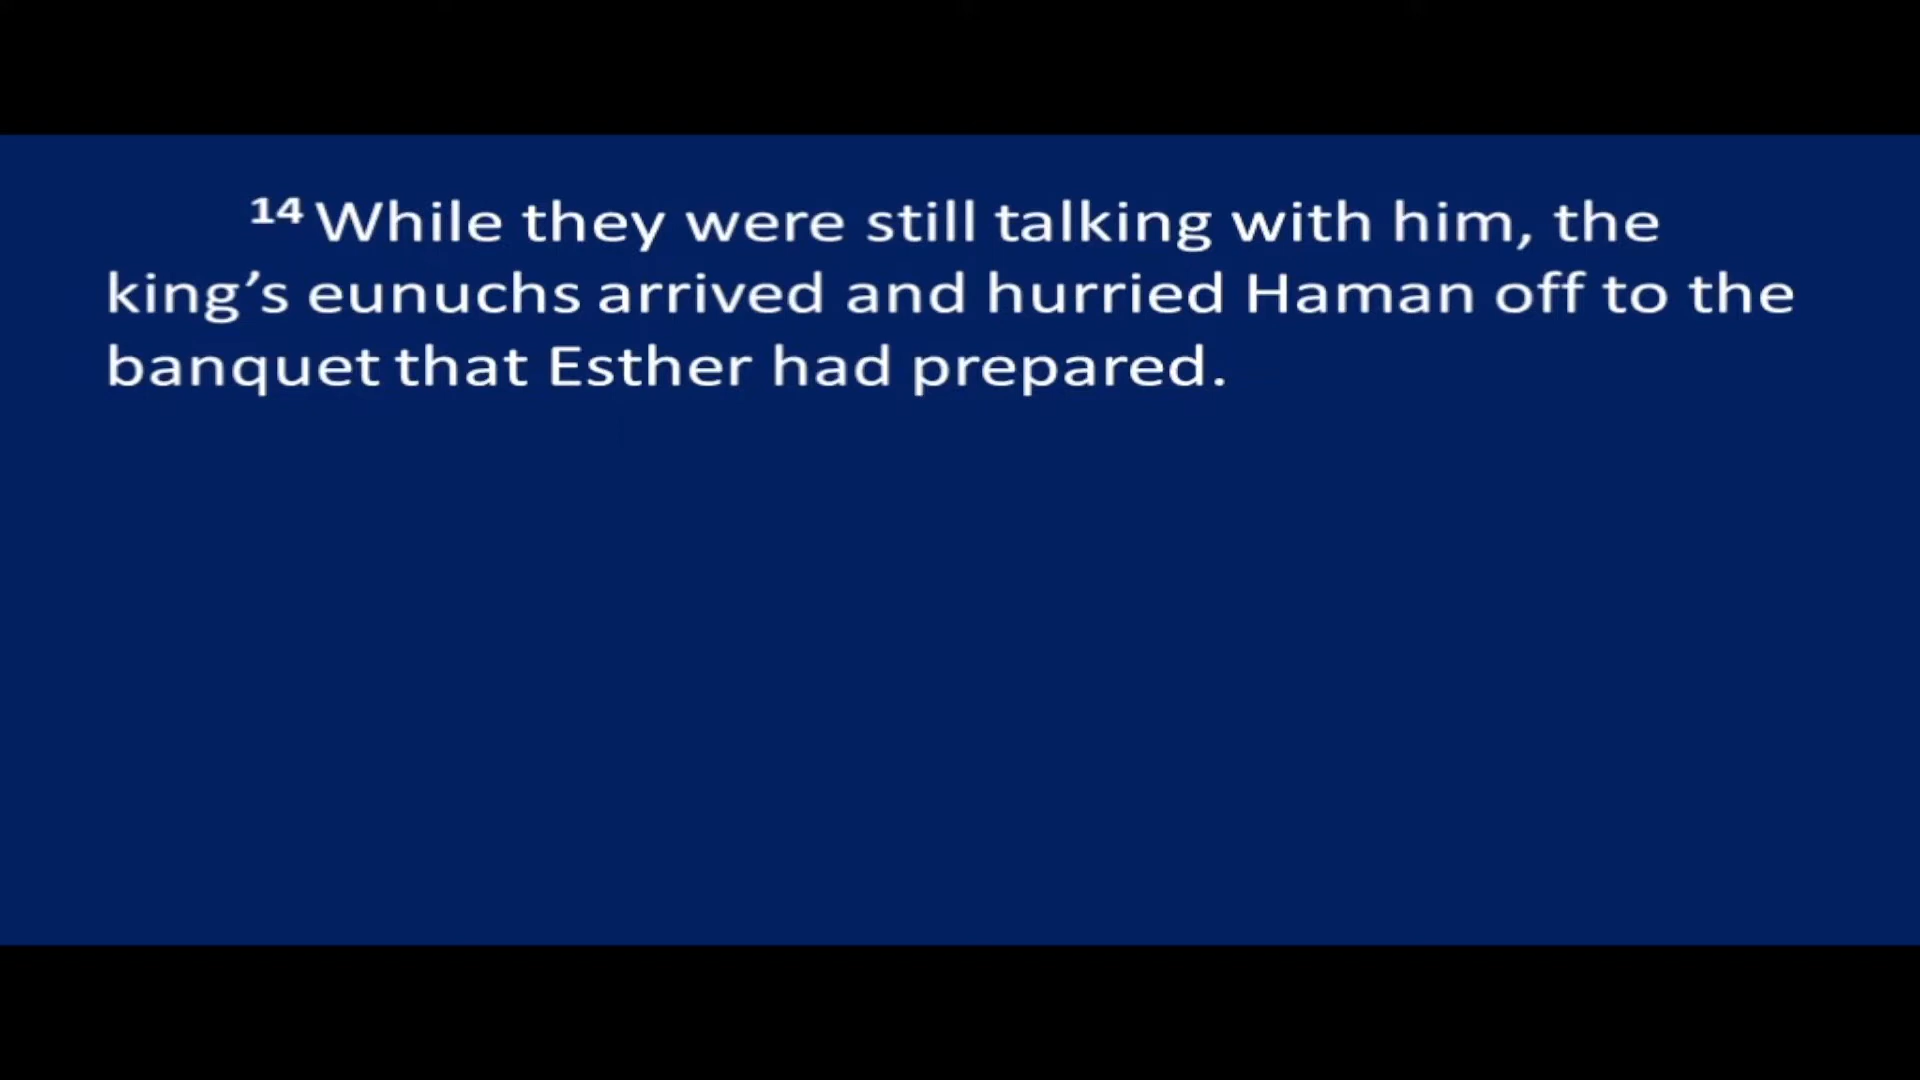 14 While they were still talking with him, the
king’s eunuchs arrived and hurried Haman off to the
banquet that Esther had prepared.